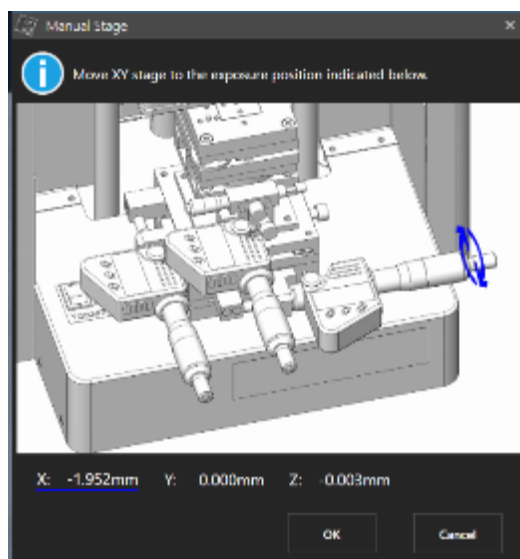 Manual Stage
Move XY stage to the exposure position indicated below.
X: -1.952mm Y: 0.000mm Z: -0.003mm
OK Cancel